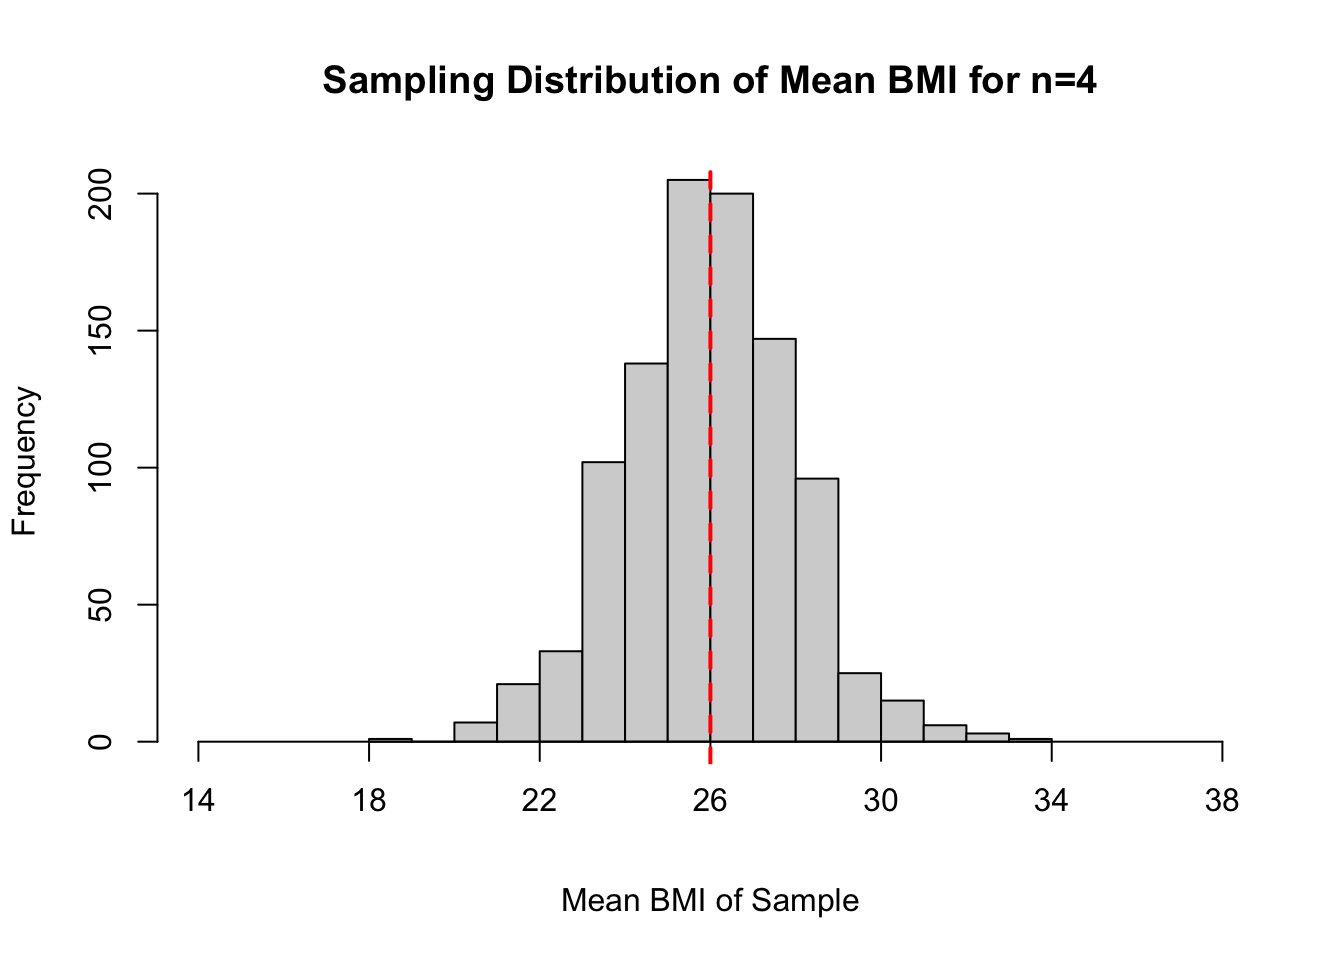 Sampling Distribution of Mean BMI for n=4
Frequency
200
150
100
50
0
14 18 22 26 30 34 38
Mean BMI of Sample